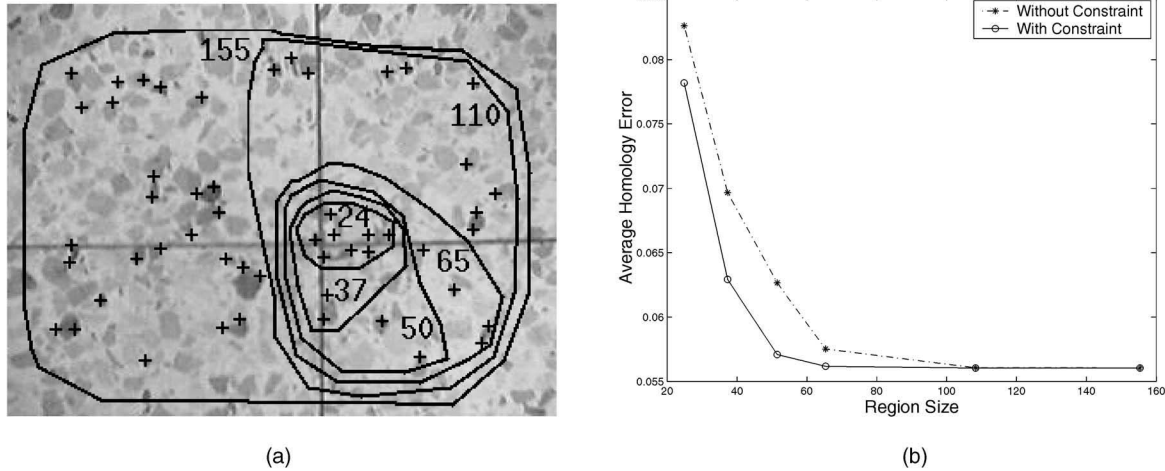 155
110
24
65
37
50
(a)
Without Constraint
With Constraint
0.08
0.075
0.07
0.065
0.06
0.055
Average Homology Error
20 40 60 80 100 120 140 160
Region Size
(b)